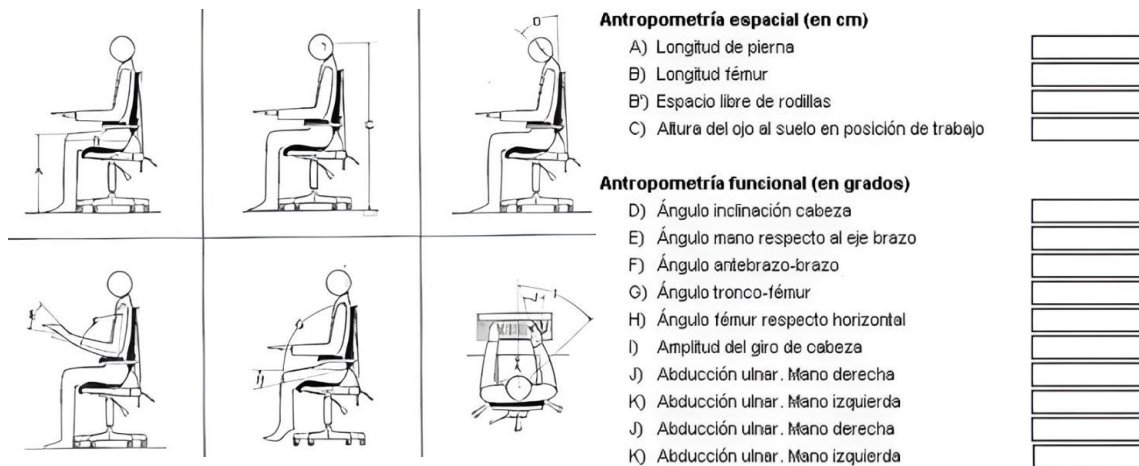 Antropometría espacial (en cm)
A) Longitud de pierna
B) Longitud fémur
B') Espacio libre de rodillas
C) Altura del ojo al suelo en posición de trabajo
Antropometría funcional (en grados)
D) Ángulo inclinación cabeza
E) Ángulo mano respecto al eje brazo
F) Ángulo antebrazo-brazo
G) Ángulo tronco-fémur
H) Ángulo fémur respecto horizontal
I) Amplitud del giro de cabeza
J) Abducción ulnar. Mano derecha
K) Abducción ulnar. Mano izquierda
J) Abducción ulnar. Mano derecha
K) Abducción ulnar. Mano izquierda
A
C
D
E
F
G
H
I
J